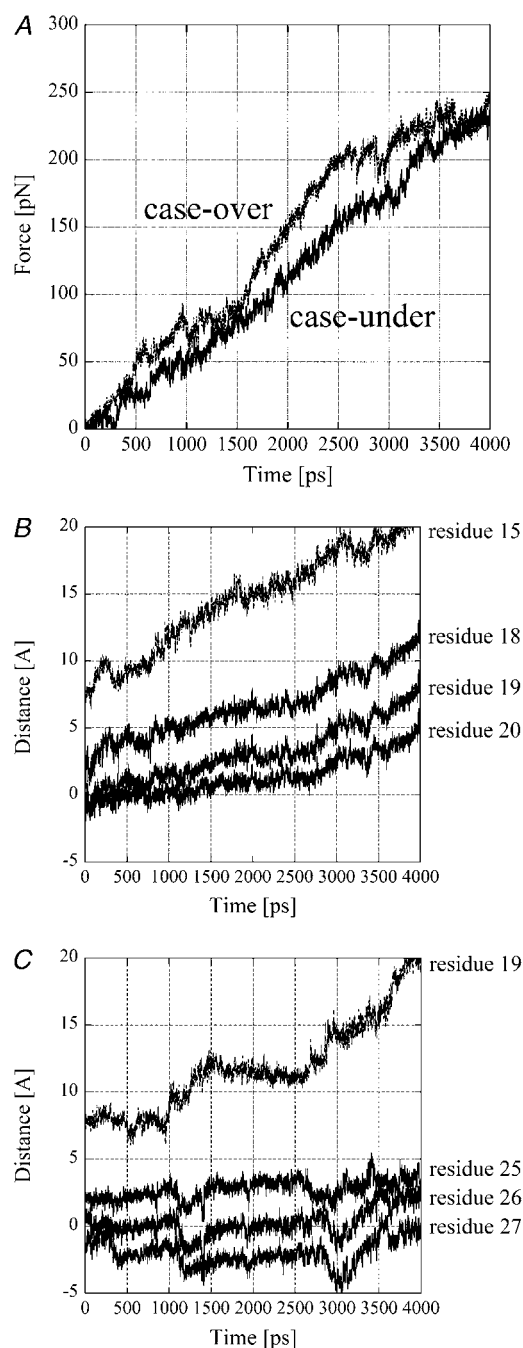 A
300
250
200
150
100
50
0
Force [pN]
case-over
case-under
0 500 1000 1500 2000 2500 3000 3500 4000
Time [ps]
B
20
15
10
5
0
-5
Distance [A]
residue 15
residue 18
residue 19
residue 20
0 500 1000 1500 2000 2500 3000 3500 4000
Time [ps]
C
20
15
10
5
0
-5
Distance [A]
residue 19
residue 25
residue 26
residue 27
0 500 1000 1500 2000 2500 3000 3500 4000
Time [ps]